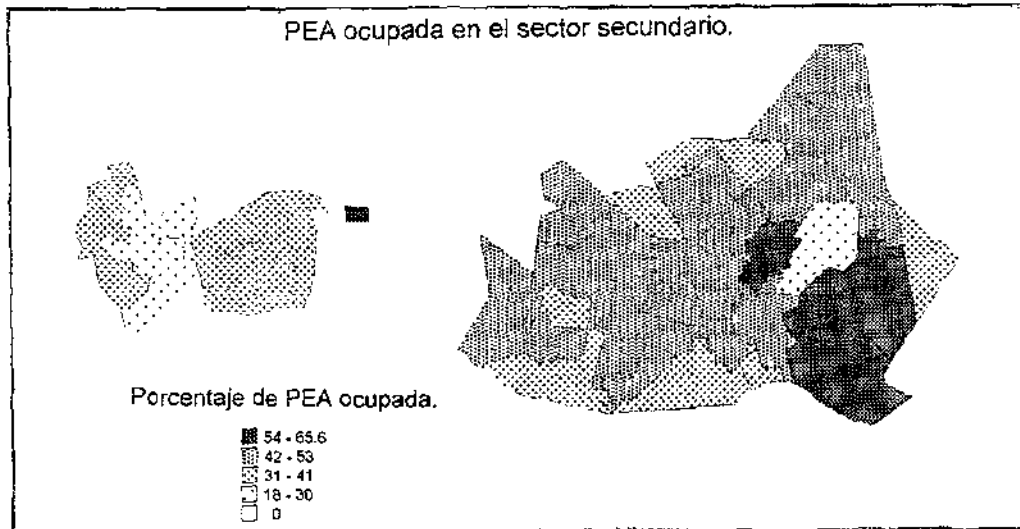 PEA ocupada en el sector secundario.
Porcentaje de PEA ocupada.
54 - 65.6
42 - 53
31 - 41
18 - 30
0